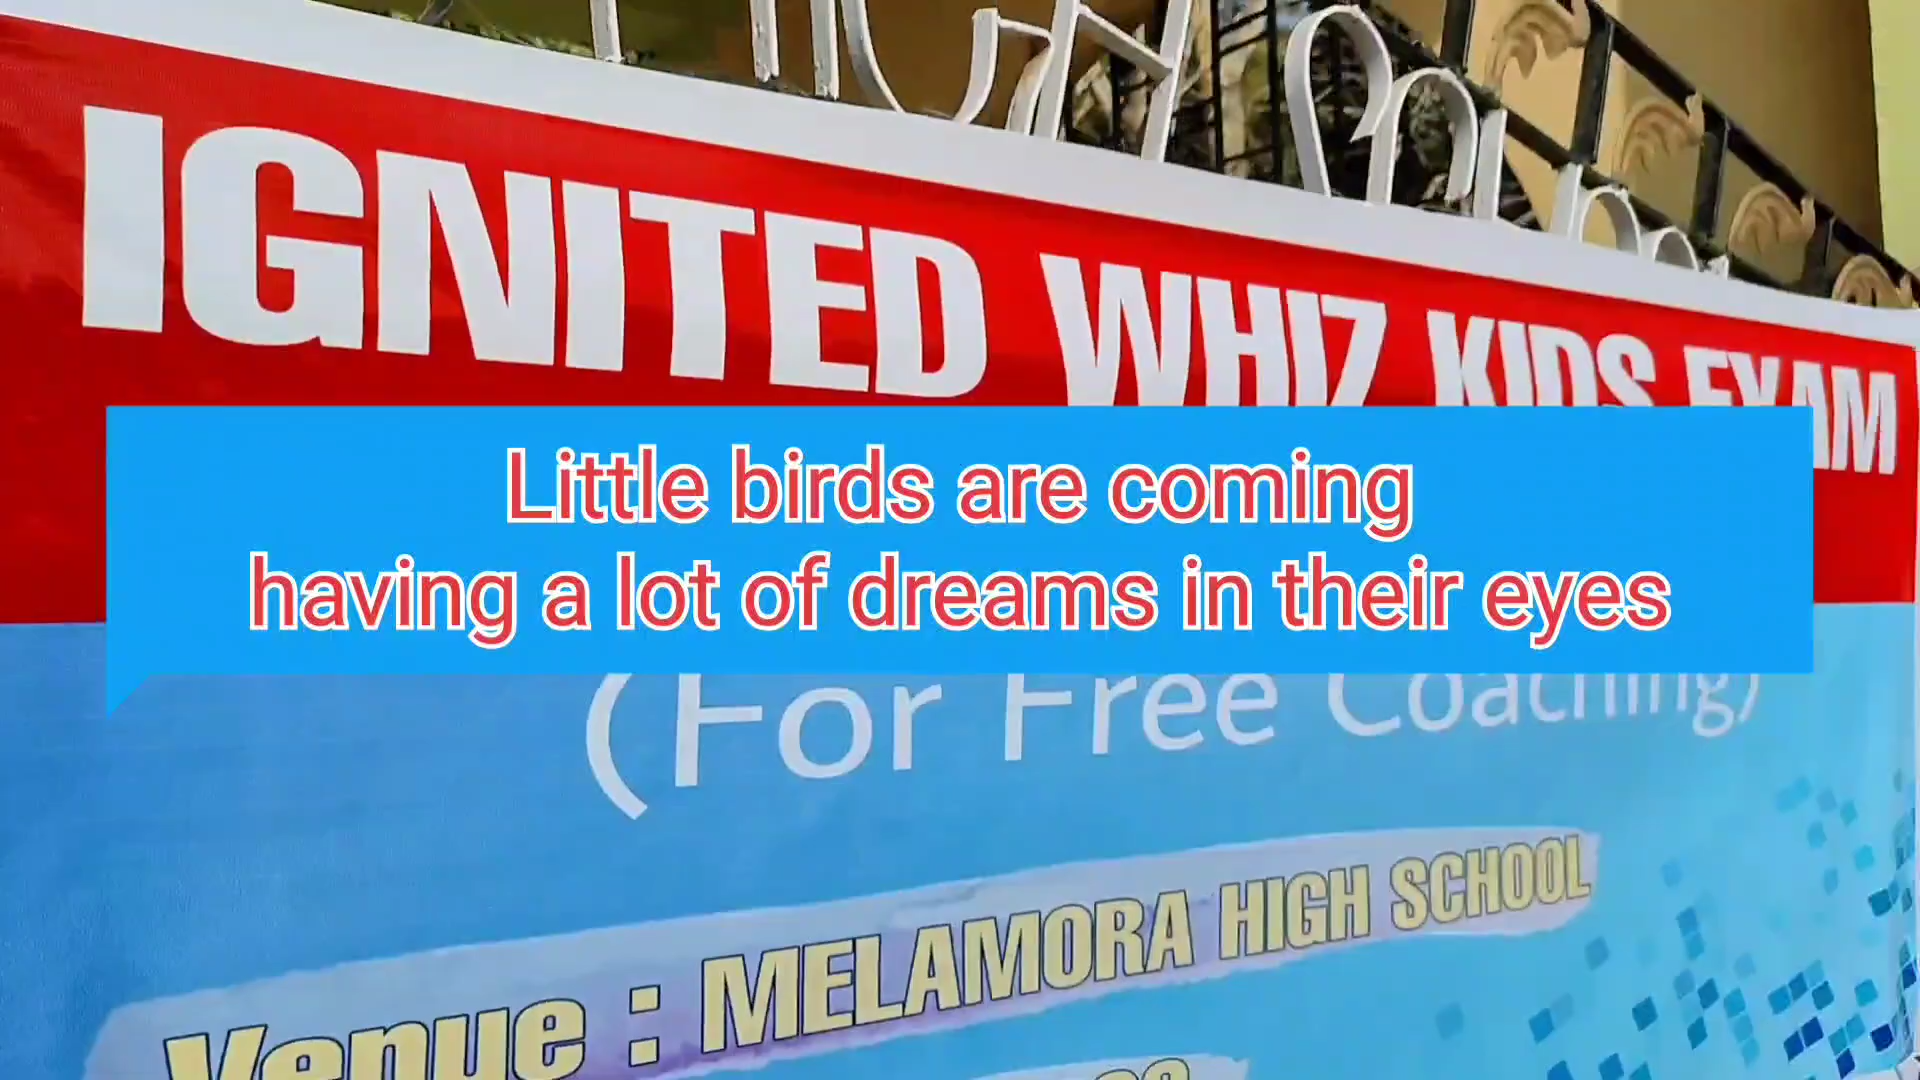 IGNITED WHIZ KIDS EXAM
Little birds are coming
having a lot of dreams in their eyes
(For Free Coaching)
Venue : MELAMORA HIGH SCHOOL